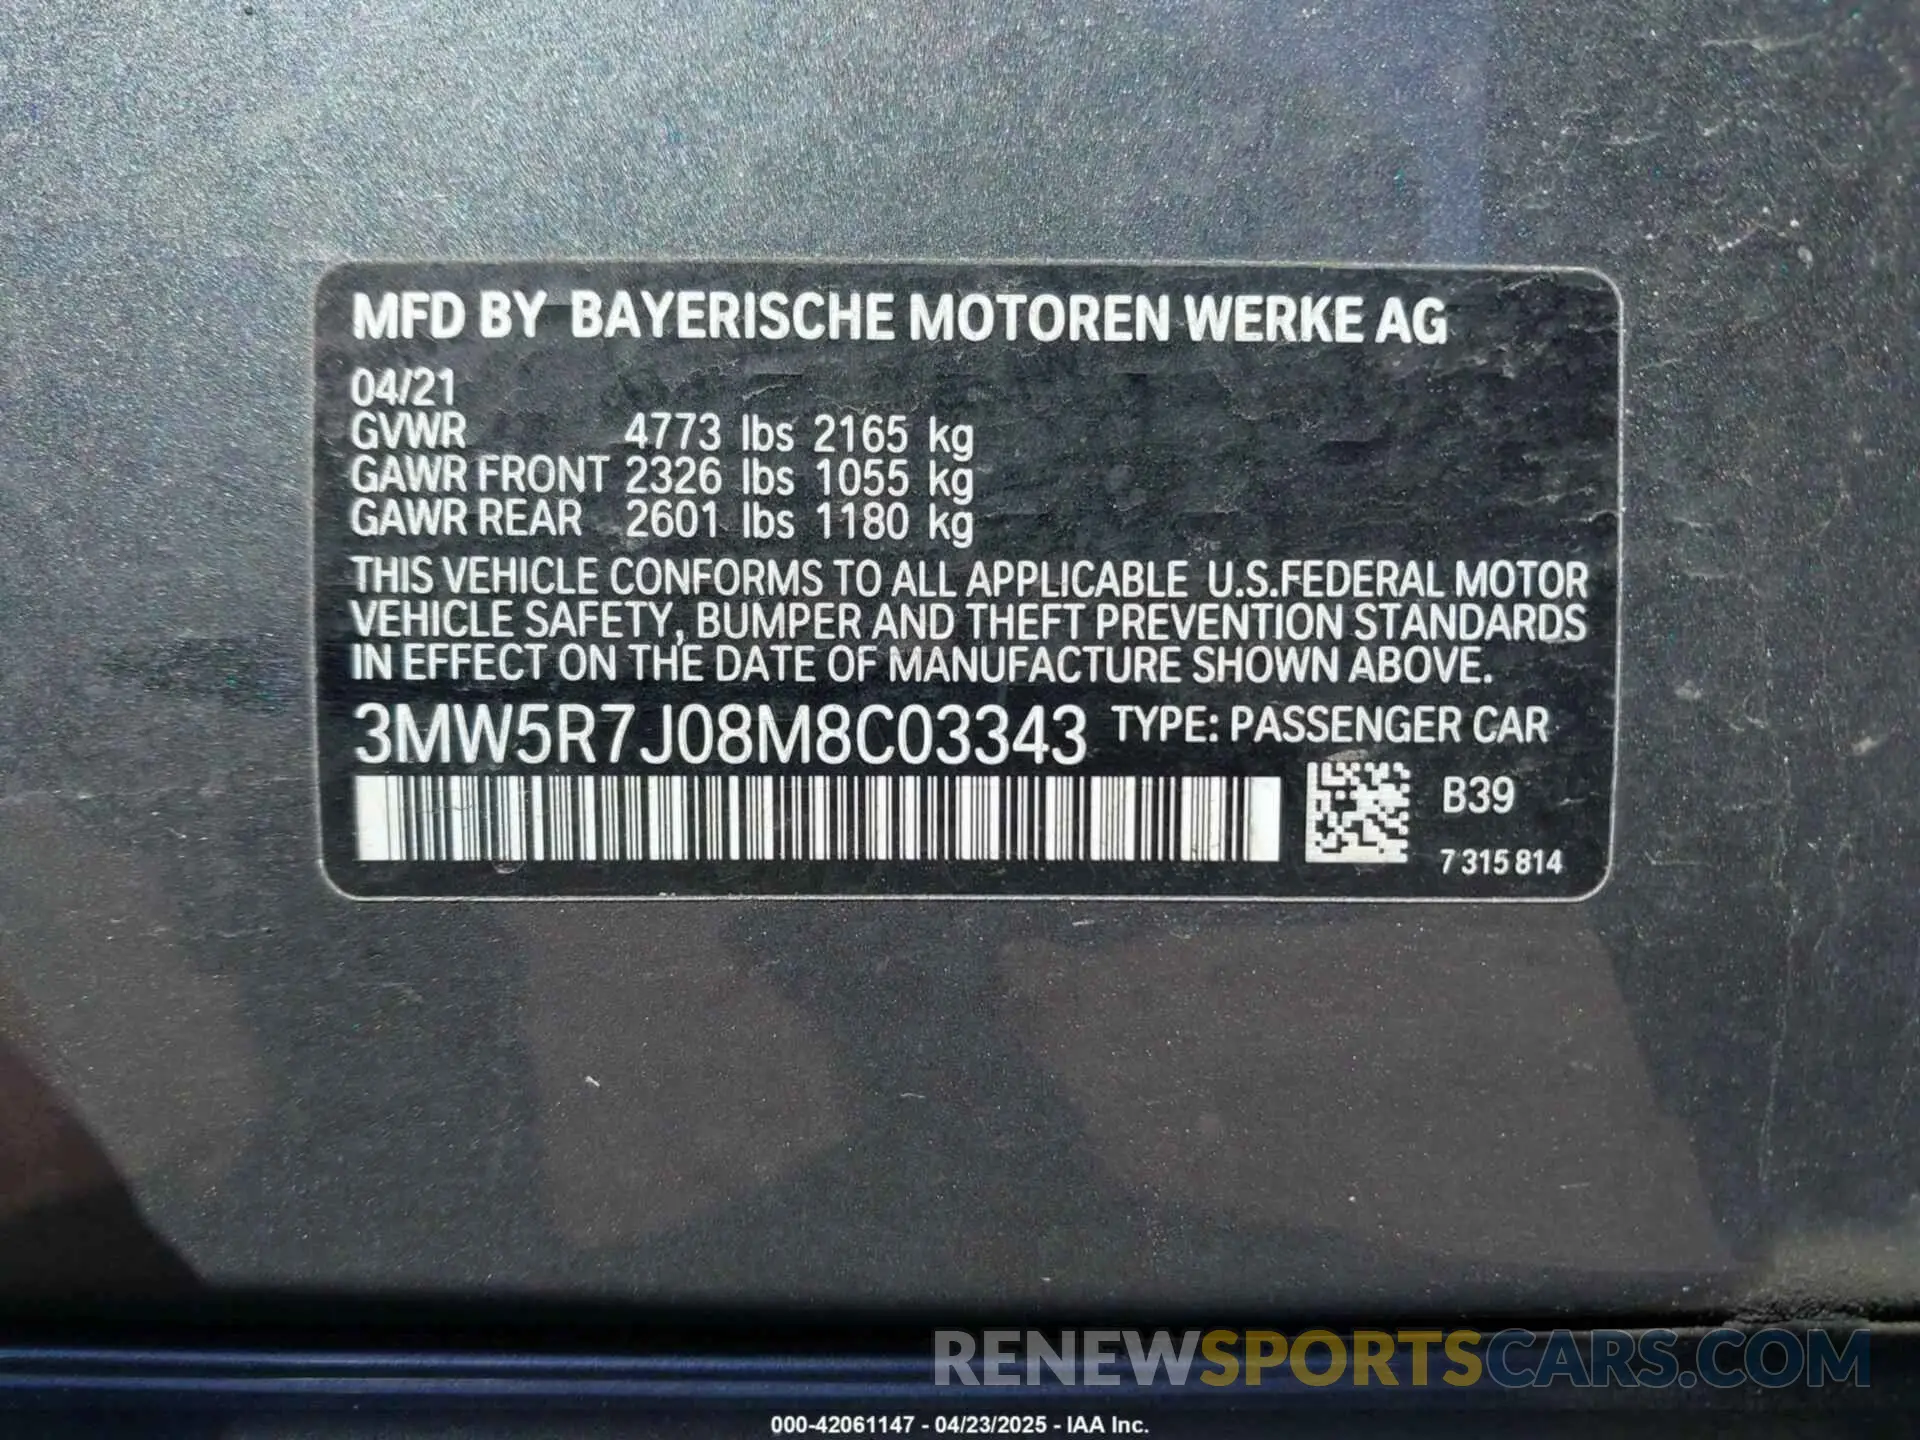 MFD BY BAYERISCHE MOTOREN WERKE AG
04/21
GVWR 4773 lbs 2165 kg
GAWR FRONT 2326 lbs 1055 kg
GAWR REAR 2601 lbs 1180 kg
THIS VEHICLE CONFORMS TO ALL APPLICABLE U.S.FEDERAL MOTOR
VEHICLE SAFETY, BUMPER AND THEFT PREVENTION STANDARDS
IN EFFECT ON THE DATE OF MANUFACTURE SHOWN ABOVE.
3MW5R7J08M8C03343 TYPE: PASSENGER CAR
B39
7 315 814
RENEWSPORTSCARS.COM
000-42061147 - 04/23/2025 - IAA Inc.